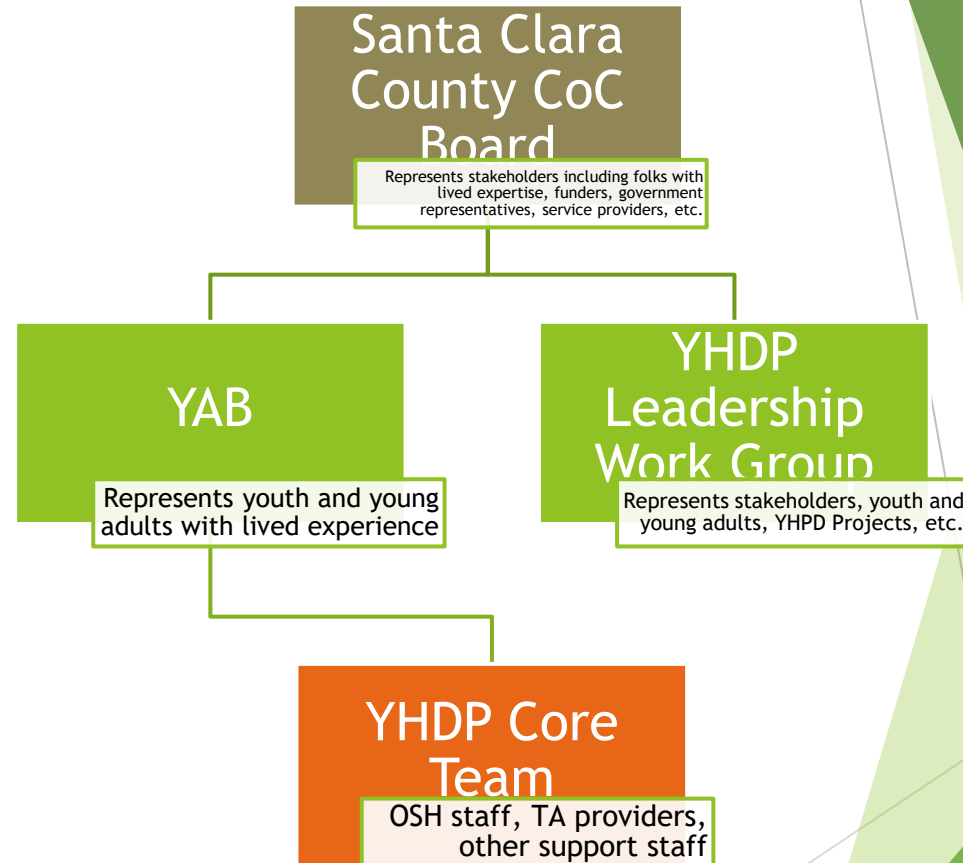 Santa Clara
County CoC
Board
Represents stakeholders including folks with
lived expertise, funders, government
representatives, service providers, etc.
YAB
Represents youth and young
adults with lived experience
YHDP
Leadership
Work Group
Represents stakeholders, youth and
young adults, YHPD Projects, etc.
YHDP Core
Team
OSH staff, TA providers,
other support staff